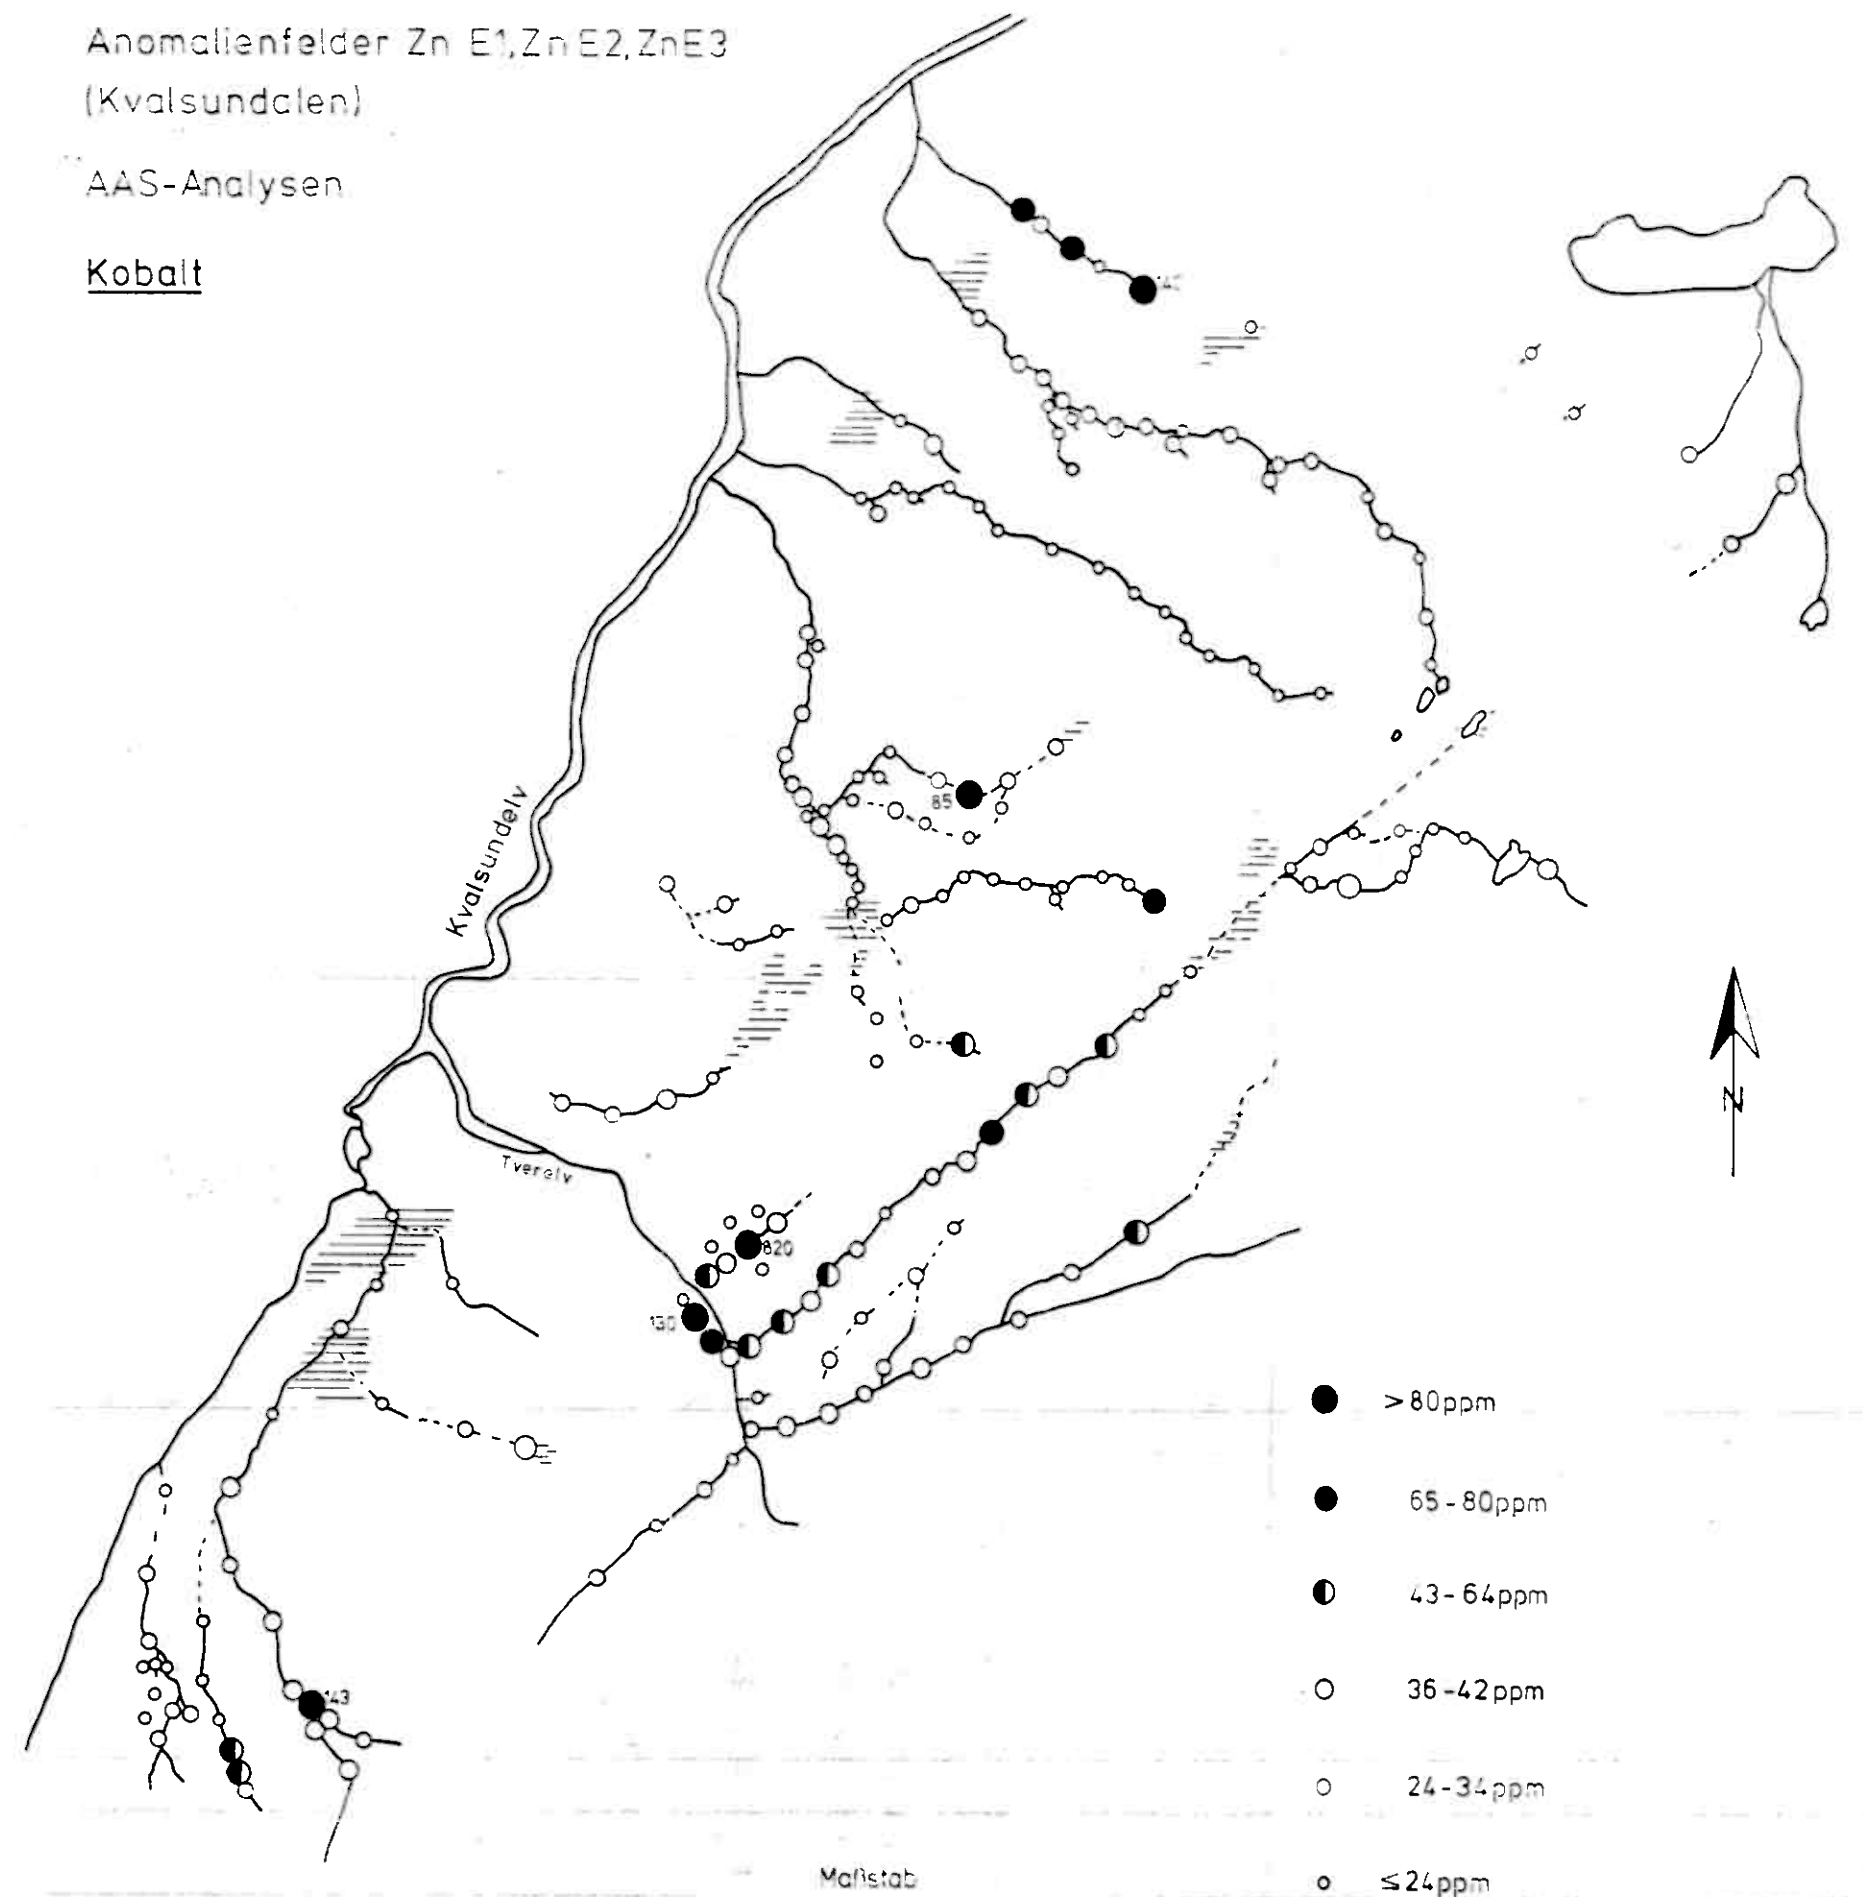 Anomalienfelder Zn E1, Zn E2, ZnE3
(Kvalsundalen)
AAS-Analysen
Kobalt
85
Kvalsundelv
N
Tverelv
820
130
>80ppm
65-80ppm
43-64ppm
143
36-42ppm
24-34ppm
Maßstab
≤24ppm